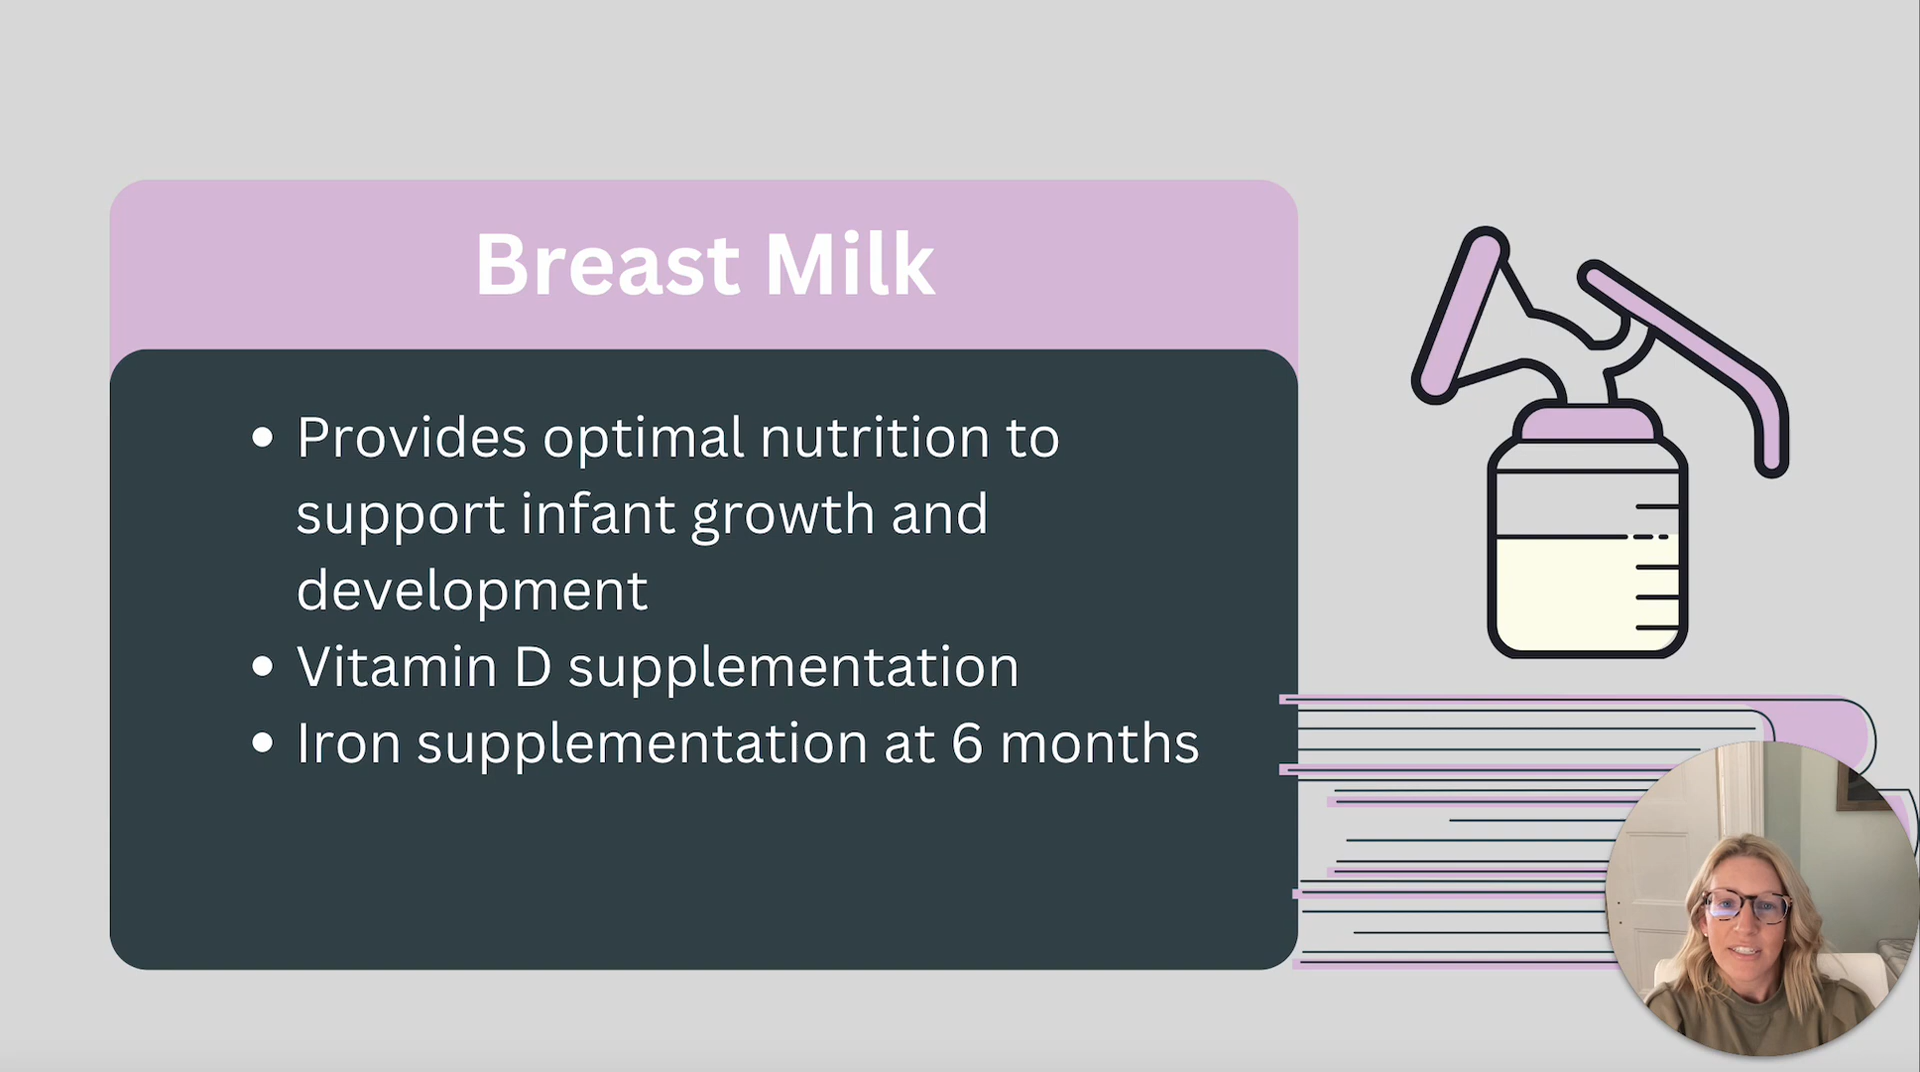 Breast Milk
• Provides optimal nutrition to
support infant growth and
development
• Vitamin D supplementation
• Iron supplementation at 6 months